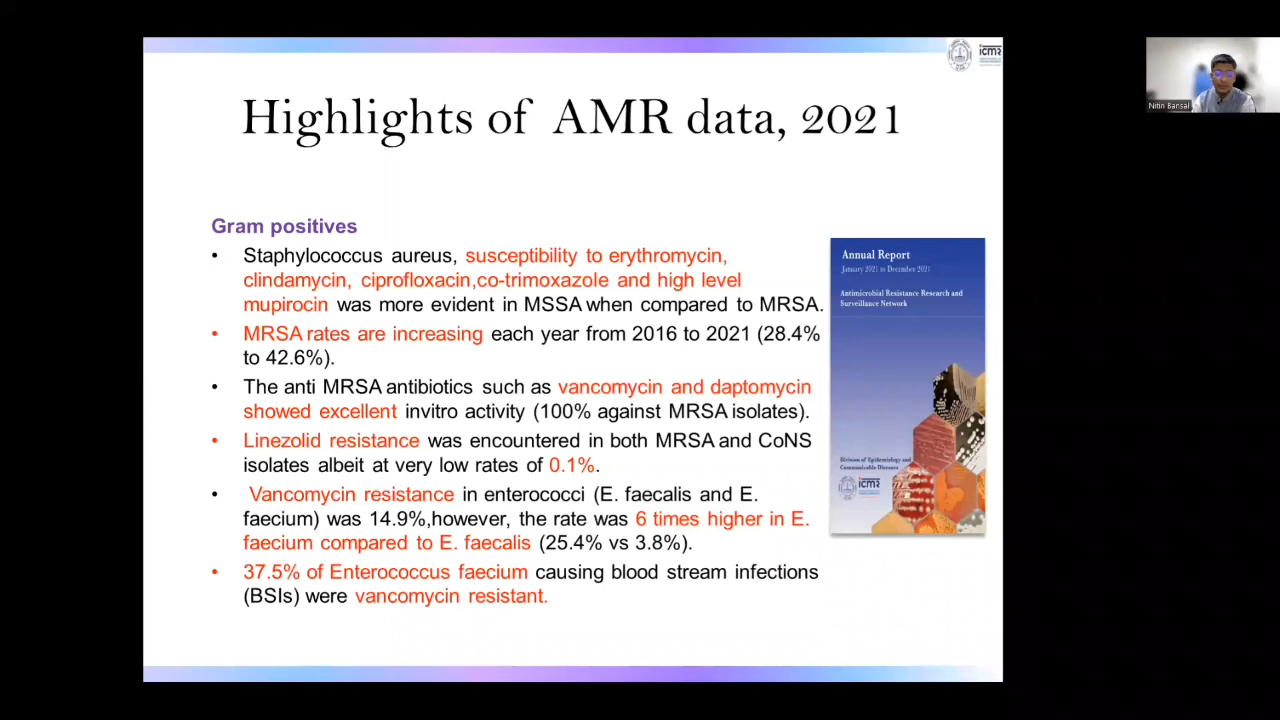 Highlights of AMR data, 2021
Gram positives
• Staphylococcus aureus, susceptibility to erythromycin,
clindamycin, ciprofloxacin,co-trimoxazole and high level
mupirocin was more evident in MSSA when compared to MRSA.
• MRSA rates are increasing each year from 2016 to 2021 (28.4%
to 42.6%).
• The anti MRSA antibiotics such as vancomycin and daptomycin
showed excellent invitro activity (100% against MRSA isolates).
• Linezolid resistance was encountered in both MRSA and CoNS
isolates albeit at very low rates of 0.1%.
• Vancomycin resistance in enterococci (E. faecalis and E.
faecium) was 14.9%,however, the rate was 6 times higher in E.
faecium compared to E. faecalis (25.4% vs 3.8%).
• 37.5% of Enterococcus faecium causing blood stream infections
(BSIs) were vancomycin resistant.
Annual Report
January 2021 to December 2021
Antimicrobial Resistance Research and
Surveillance Network
Division of Epidemiology and
Communicable Diseases
icmr
icmr
Nitin Bansal